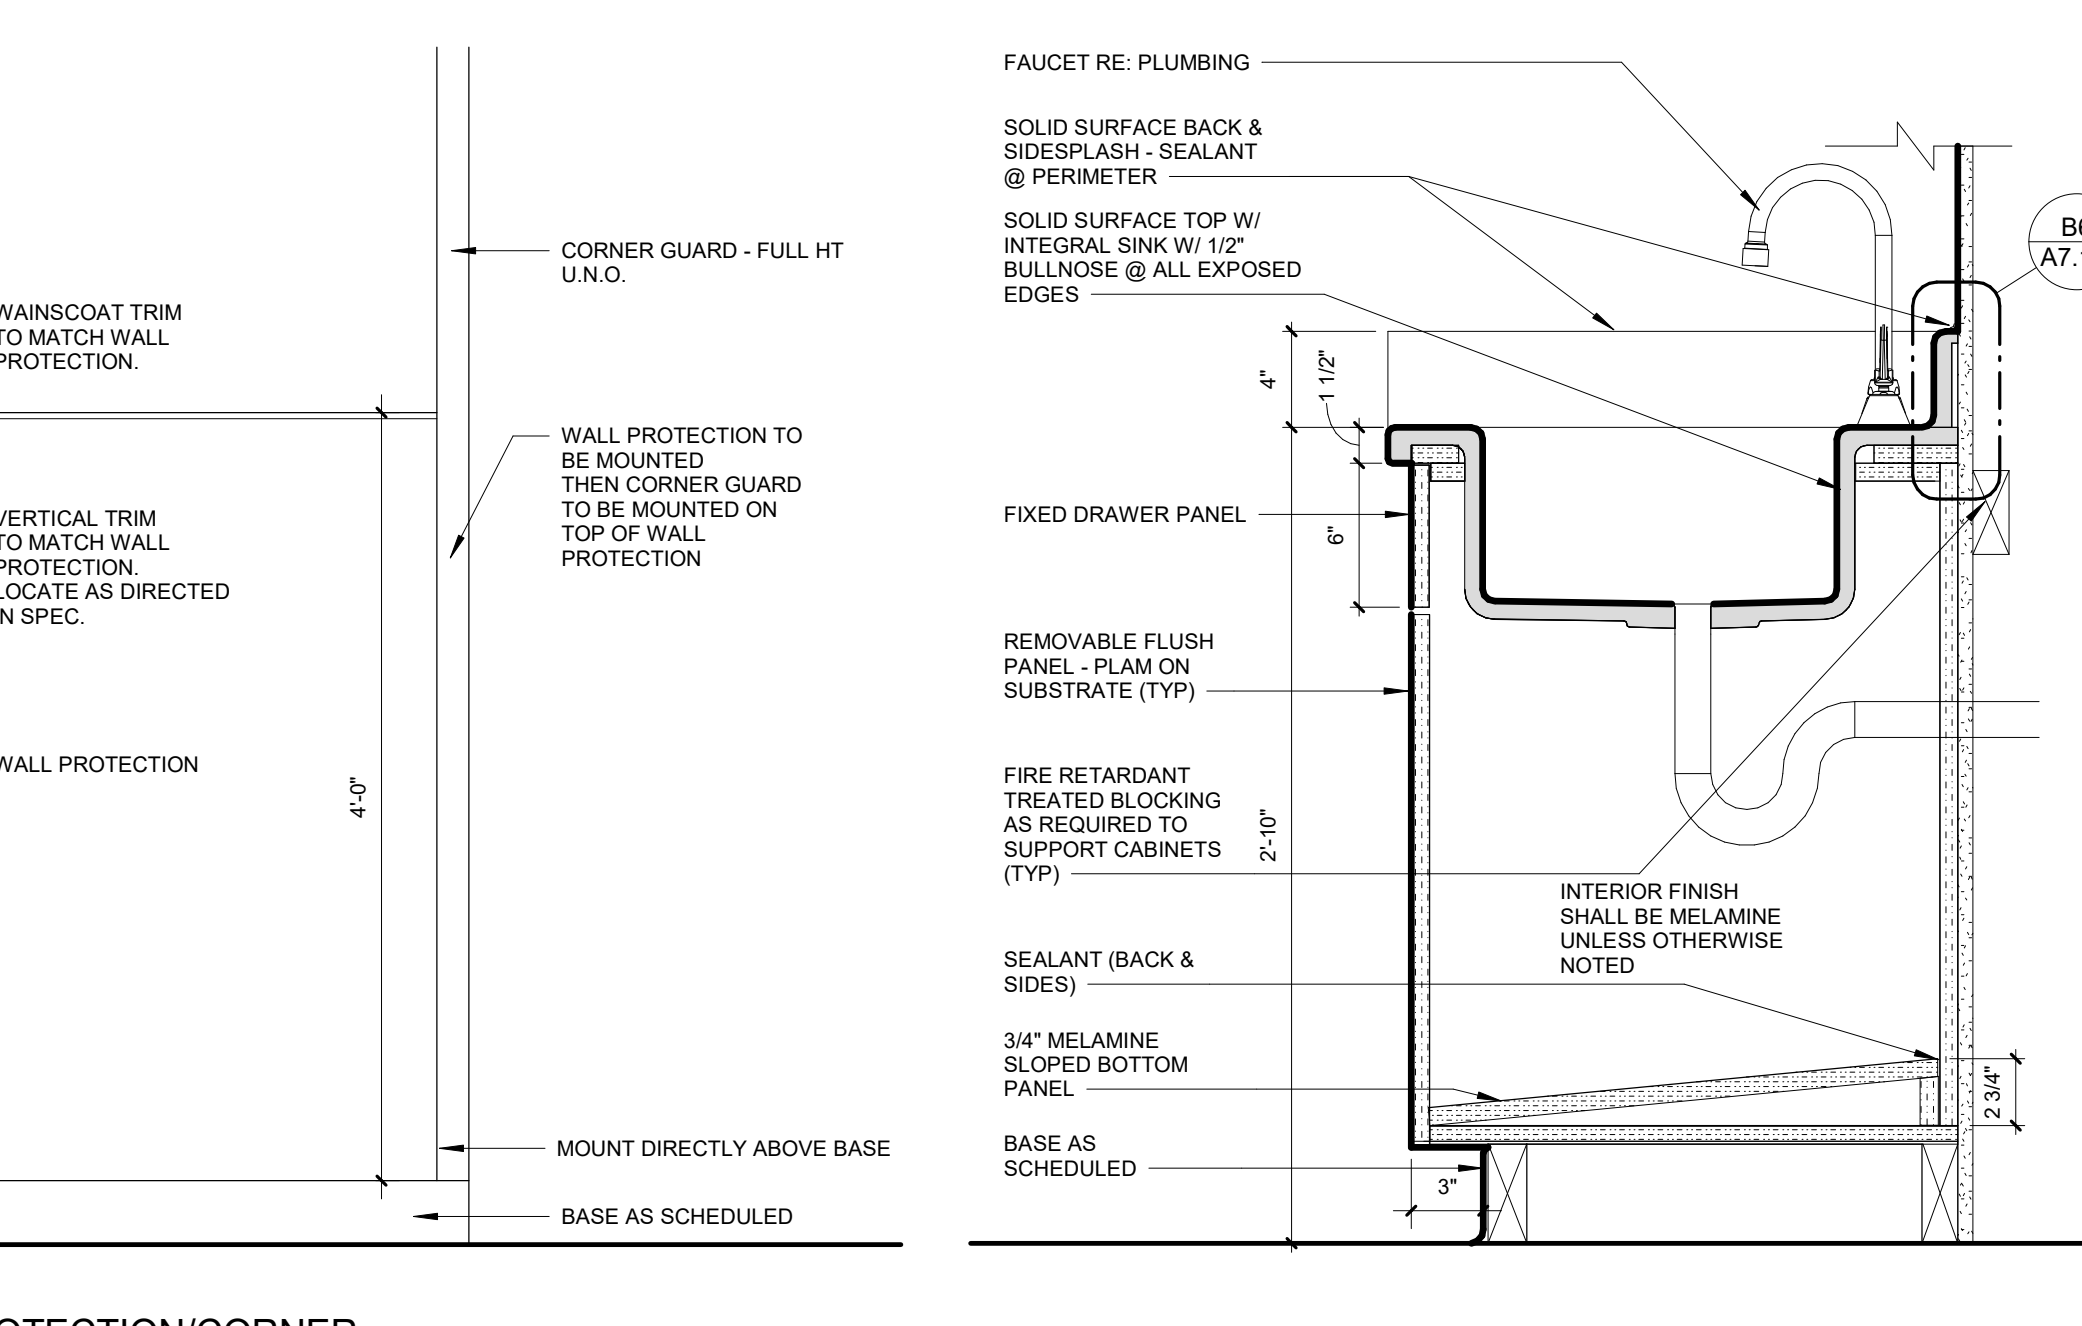 WAINSCOAT TRIM
TO MATCH WALL
PROTECTION.
VERTICAL TRIM
TO MATCH WALL
PROTECTION.
LOCATE AS DIRECTED
IN SPEC.
WALL PROTECTION
4'-0"
CORNER GUARD - FULL HT
U.N.O.
WALL PROTECTION TO
BE MOUNTED
THEN CORNER GUARD
TO BE MOUNTED ON
TOP OF WALL
PROTECTION
MOUNT DIRECTLY ABOVE BASE
BASE AS SCHEDULED
OTECTION/CORNER
FAUCET RE: PLUMBING
SOLID SURFACE BACK &
SIDESPLASH - SEALANT
@ PERIMETER
SOLID SURFACE TOP W/
INTEGRAL SINK W/ 1/2"
BULLNOSE @ ALL EXPOSED
EDGES
4"
1 1/2"
FIXED DRAWER PANEL
6"
REMOVABLE FLUSH
PANEL - PLAM ON
SUBSTRATE (TYP)
FIRE RETARDANT
TREATED BLOCKING
AS REQUIRED TO
SUPPORT CABINETS
(TYP)
2'-10"
SEALANT (BACK &
SIDES)
3/4" MELAMINE
SLOPED BOTTOM
PANEL
BASE AS
SCHEDULED
3"
INTERIOR FINISH
SHALL BE MELAMINE
UNLESS OTHERWISE
NOTED
2 3/4"
B6
A7.1